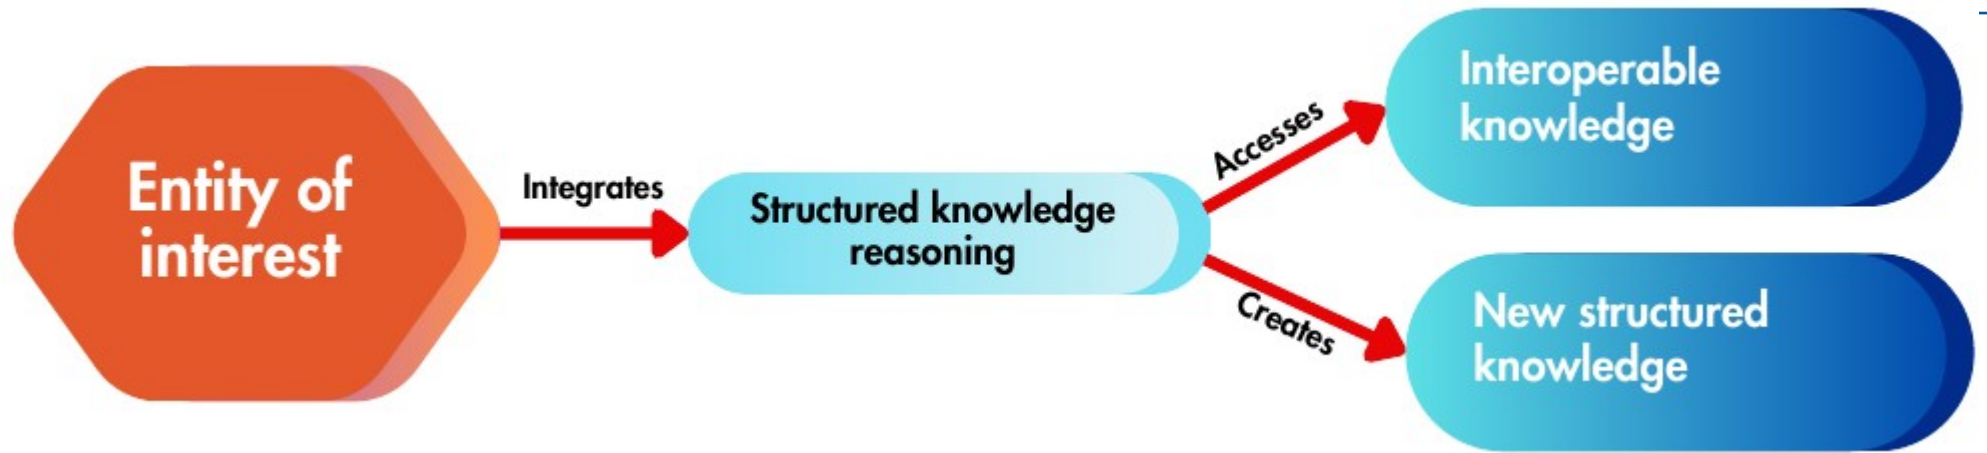 Entity of
interest
Integrates
Structured knowledge
reasoning
Accesses
Interoperable
knowledge
Creates
New structured
knowledge